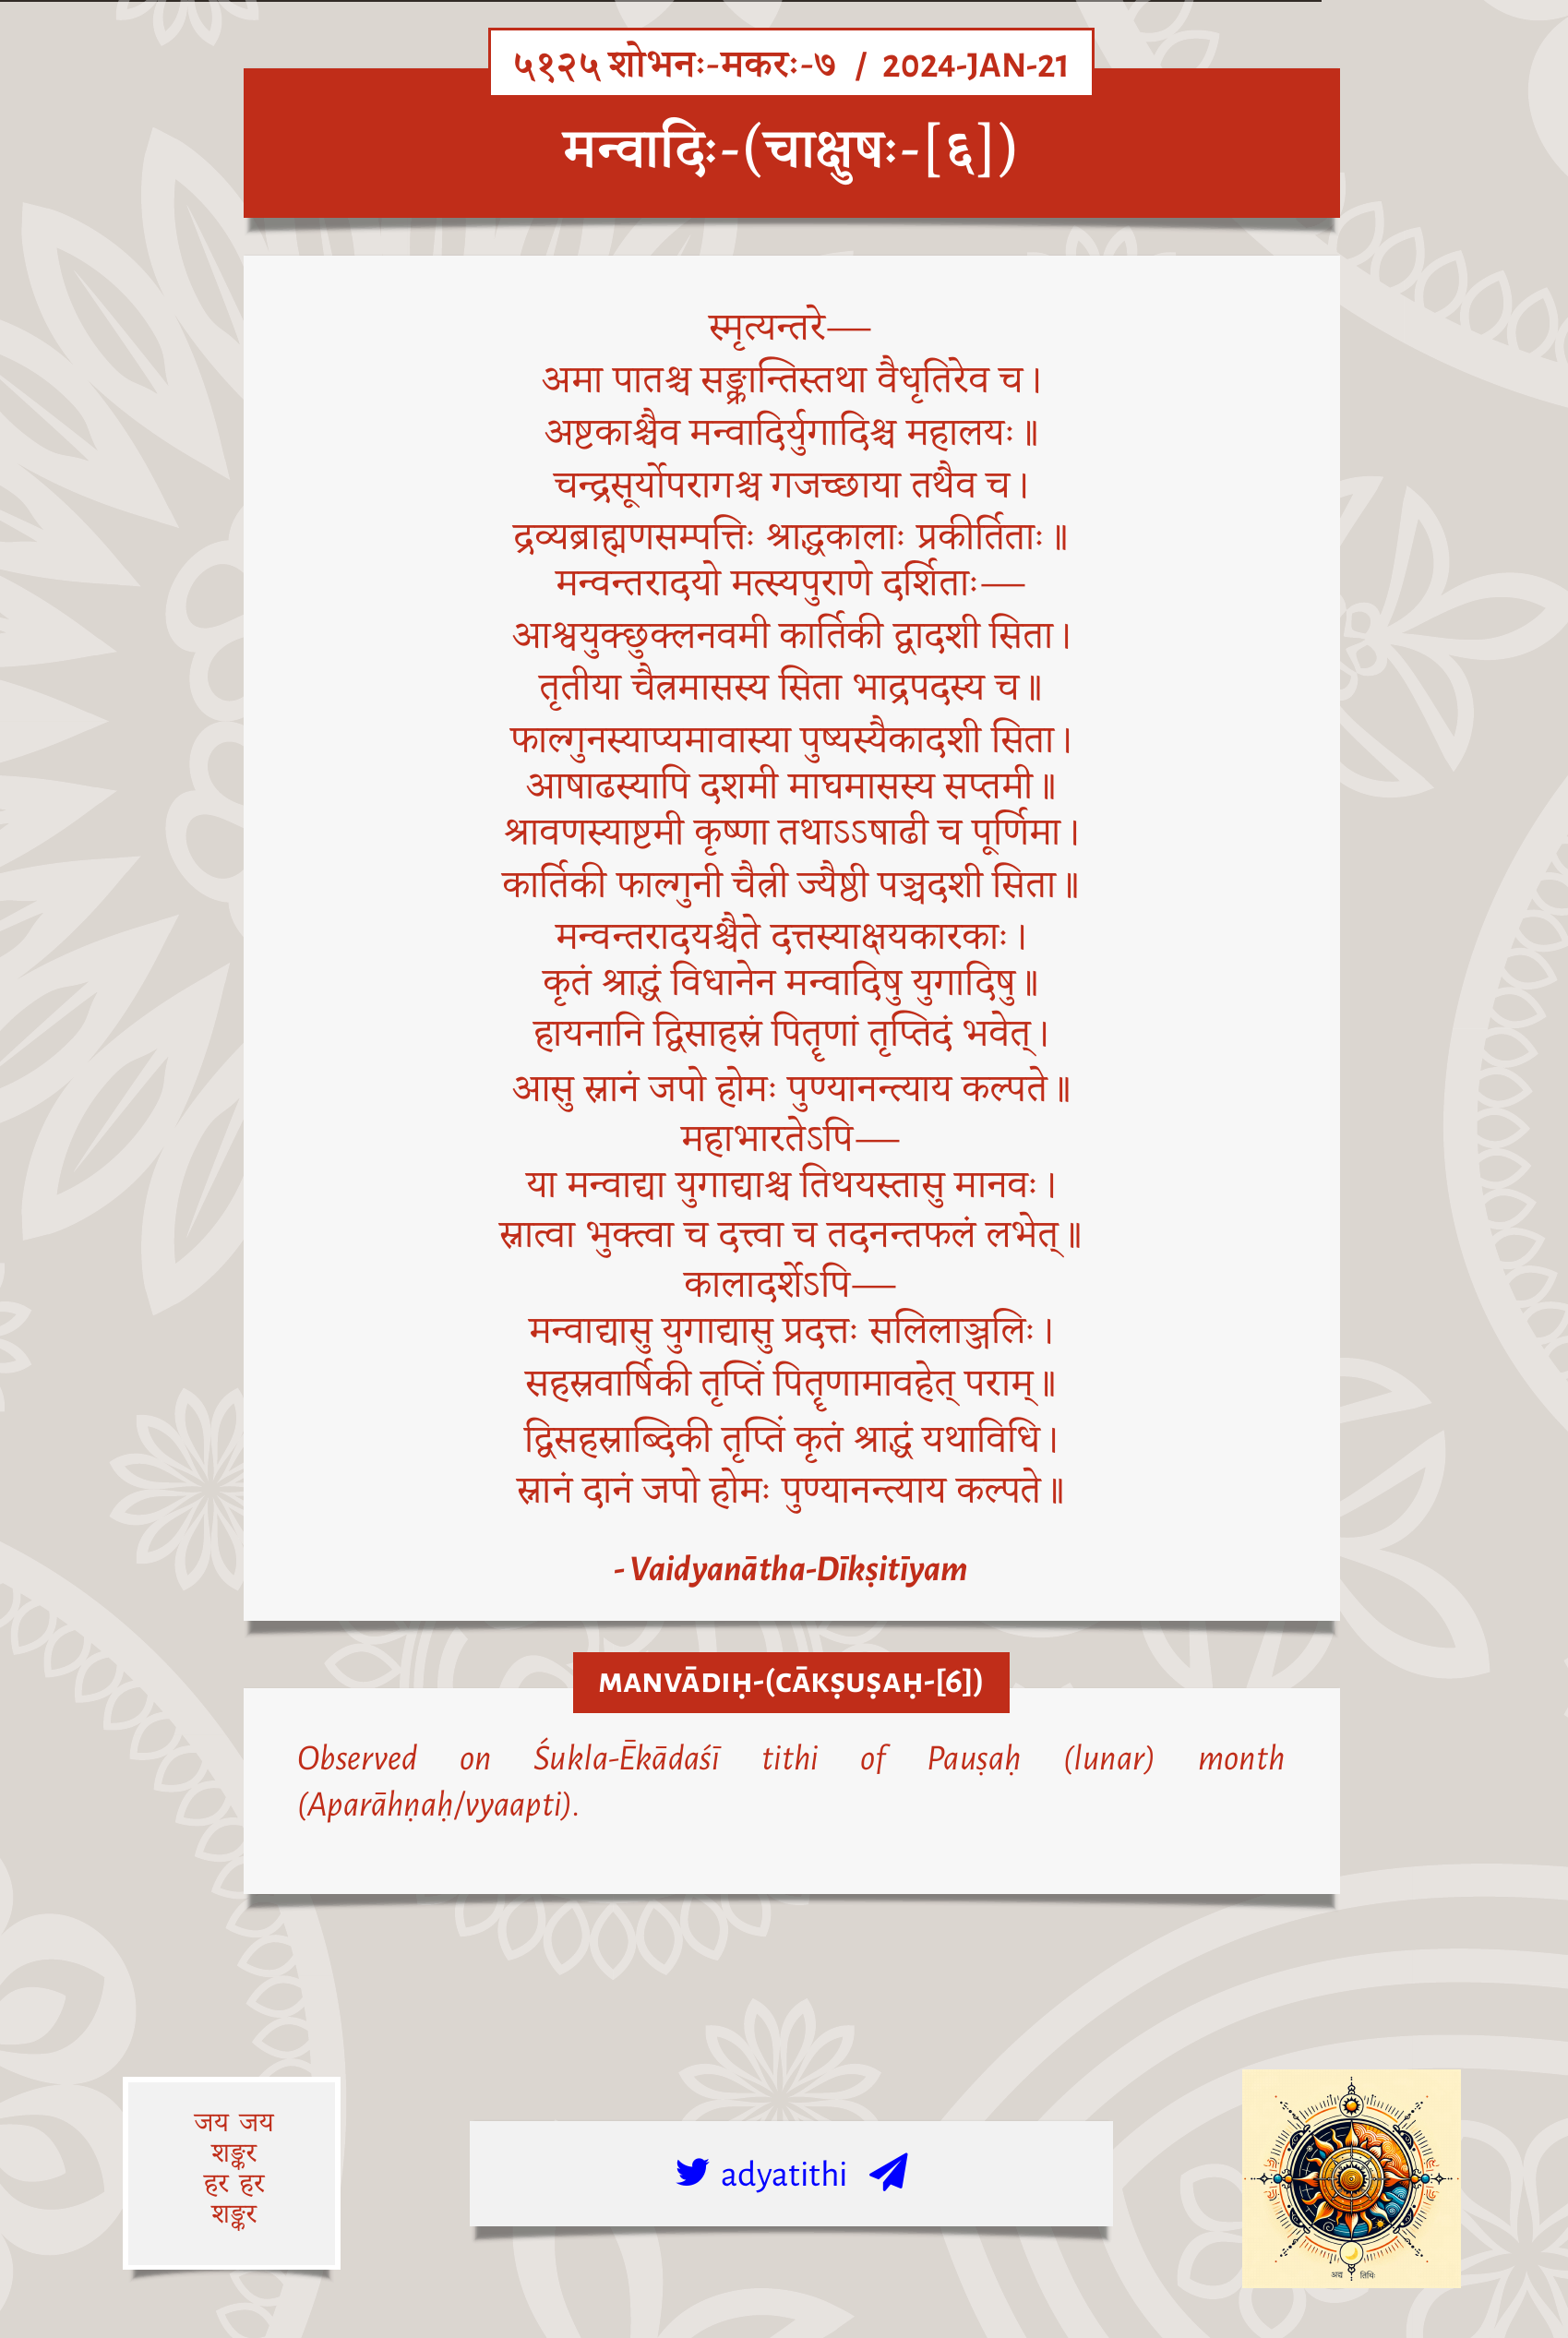 ५१२५ शोभनः-मकरः-७ / 2024-JAN-21
मन्वादिः-(चाक्षुषः-[६])
स्मृत्यन्तरे—
अमा पातश्च सङ्क्रान्तिस्तथा वैधृतिरेव च।
अष्टकाश्चैव मन्वादिर्युगादिश्च महालयः॥
चन्द्रसूर्योपरागश्च गजच्छाया तथैव च।
द्रव्यब्राह्मणसम्पत्तिः श्राद्धकालाः प्रकीर्तिताः॥
मन्वन्तरादयो मत्स्यपुराणे दर्शिताः—
आश्वयुक्छुक्लनवमी कार्तिकी द्वादशी सिता।
तृतीया चैत्रमासस्य सिता भाद्रपदस्य च॥
फाल्गुनस्याप्यमावास्या पुष्यस्यैकादशी सिता।
आषाढस्यापि दशमी माघमासस्य सप्तमी॥
श्रावणस्याष्टमी कृष्णा तथाऽऽषाढी च पूर्णिमा।
कार्तिकी फाल्गुनी चैत्री ज्यैष्ठी पञ्चदशी सिता॥
मन्वन्तरादयश्चैते दत्तस्याक्षयकारकाः।
कृतं श्राद्धं विधानेन मन्वादिषु युगादिषु॥
हायनानि द्विसाहस्रं पितॄणां तृप्तिदं भवेत्।
आसु स्नानं जपो होमः पुण्यानन्त्याय कल्पते॥
महाभारतेऽपि—
या मन्वाद्या युगाद्याश्च तिथयस्तासु मानवः।
स्नात्वा भुक्त्वा च दत्त्वा च तदनन्तफलं लभेत्॥
कालादर्शेऽपि—
मन्वाद्यासु युगाद्यासु प्रदत्तः सलिलाञ्जलिः।
सहस्रवार्षिकी तृप्तिं पितॄणामावहेत् पराम्॥
द्विसहस्राब्दिकी तृप्तिं कृतं श्राद्धं यथाविधि।
स्नानं दानं जपो होमः पुण्यानन्त्याय कल्पते॥
- Vaidyanātha-Dīkṣitīyam
MANVĀDIḤ-(CĀKṢUṢAḤ-[6])
Observed on Śukla-Ēkādaśī tithi of Pauṣaḥ (lunar) month
(Aparāhṇaḥ/vyaapti).
जय जय
शङ्कर
हर हर
शङ्कर
adyatithi
अद्य तिथिः